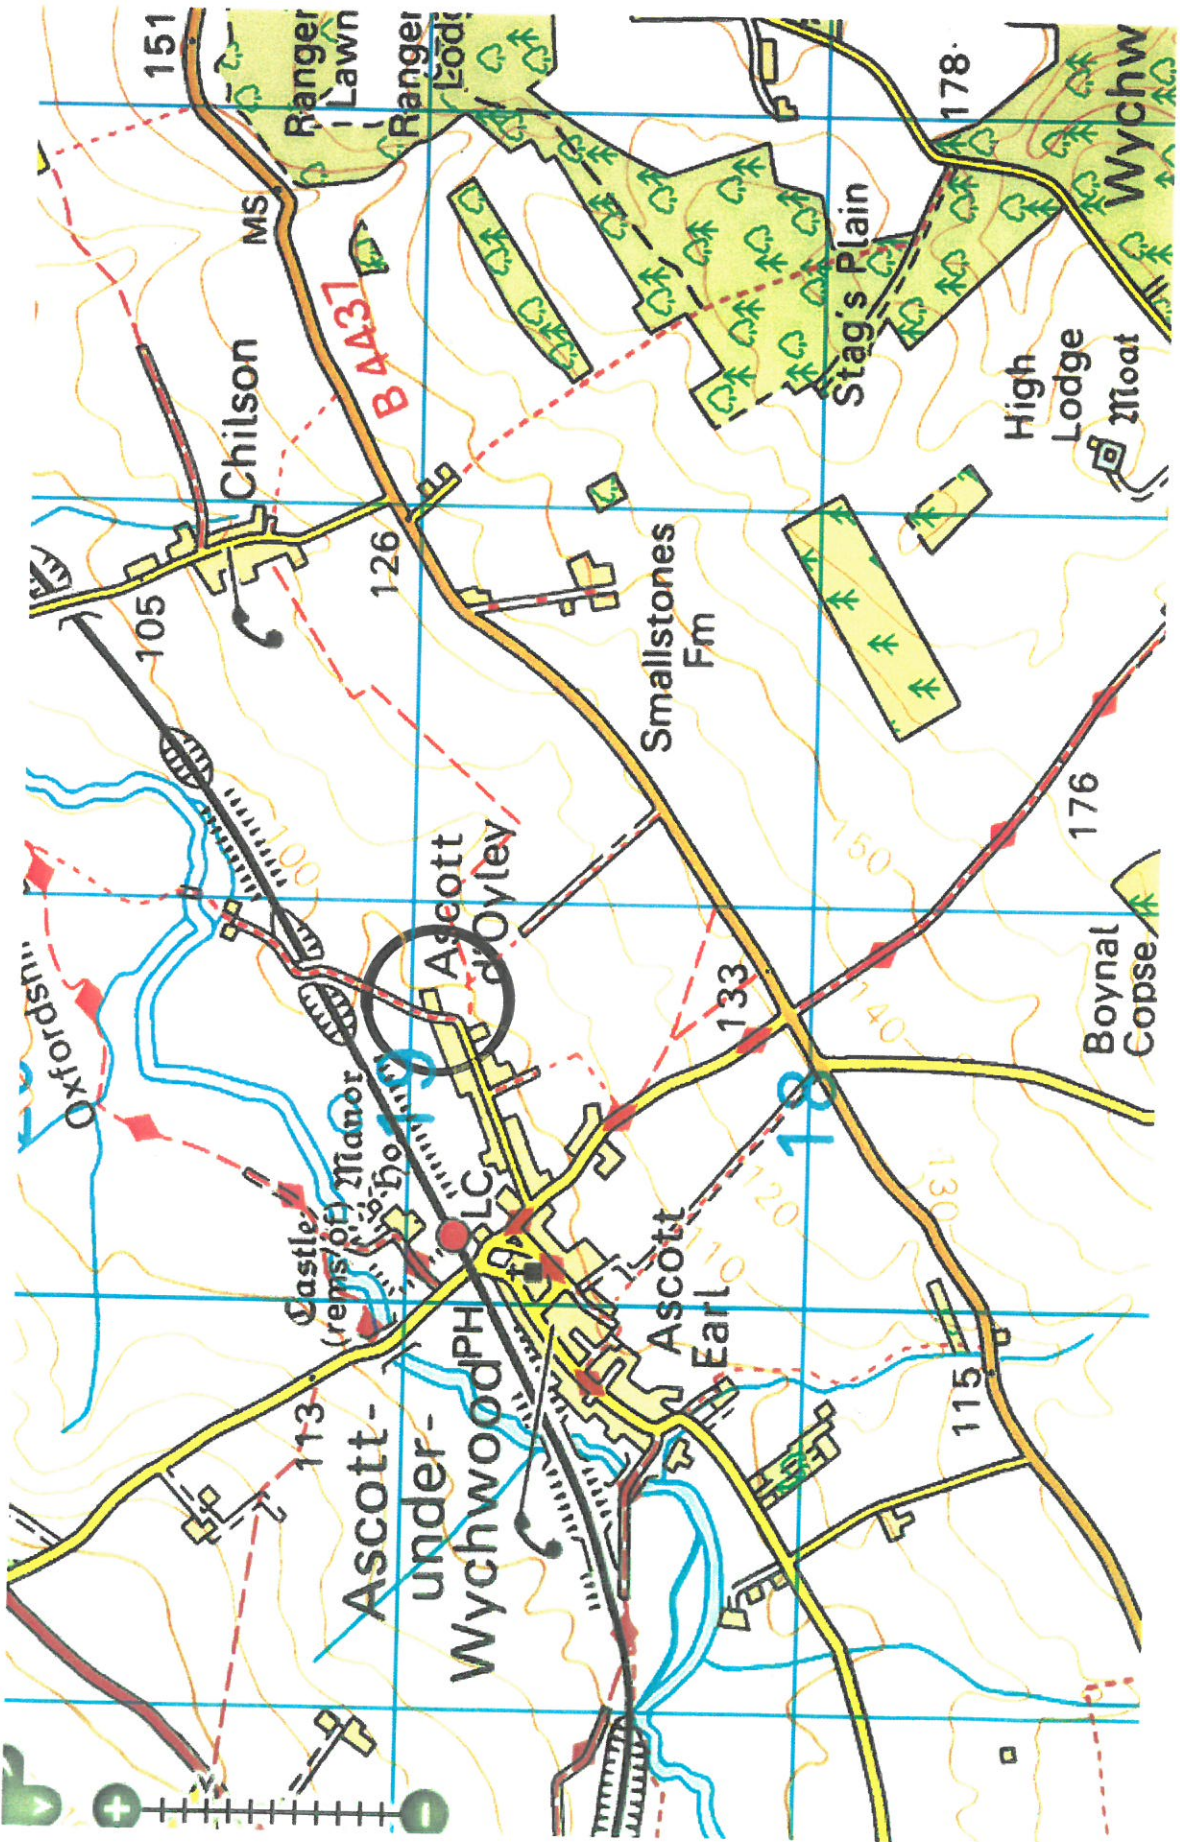 151
Ranger
Lawn
Ranger
Lod
MS
B 4437
Chilson
105
126
178
Wychw
Stag's Plain
High
Lodge
Moat
Smallstones
Fm
100
150
176
Ascott
d'Oyley
133
140
Boynal
Copse
Oxfordsh
19
18
Castle
(rems of)
Manor
Ho
LC
PH
120
110
130
Ascott
Earl
115
113
Ascott-
under-
Wychwood
+